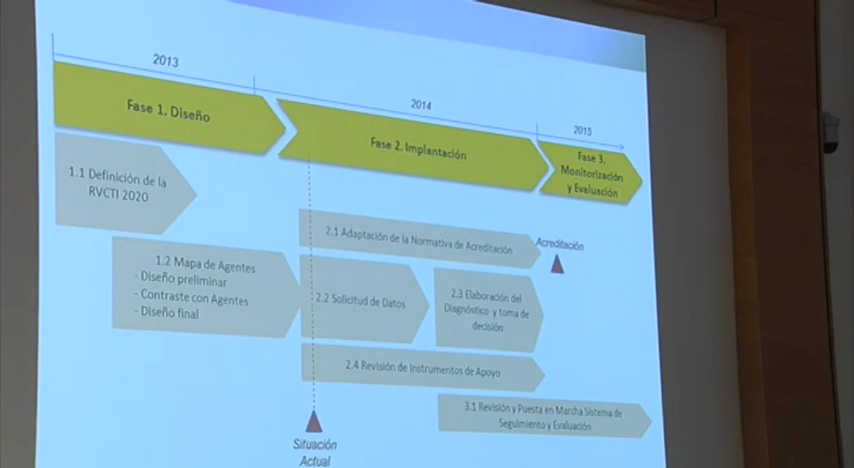 2013
2014
2015
Fase 1. Diseño
Fase 2. Implantación
Fase 3.
Monitorización
y Evaluación
1.1 Definición de la
RVCTI 2020
1.2 Mapa de Agentes
- Diseño preliminar
- Contraste con Agentes
- Diseño final
2.1 Adaptación de la Normativa de Acreditación
Acreditación
2.2 Solicitud de Datos
2.3 Elaboración del
Diagnóstico y toma de
decisión
2.4 Revisión de Instrumentos de Apoyo
3.1 Revisión y Puesta en Marcha Sistema de
Seguimiento y Evaluación
Situación
Actual